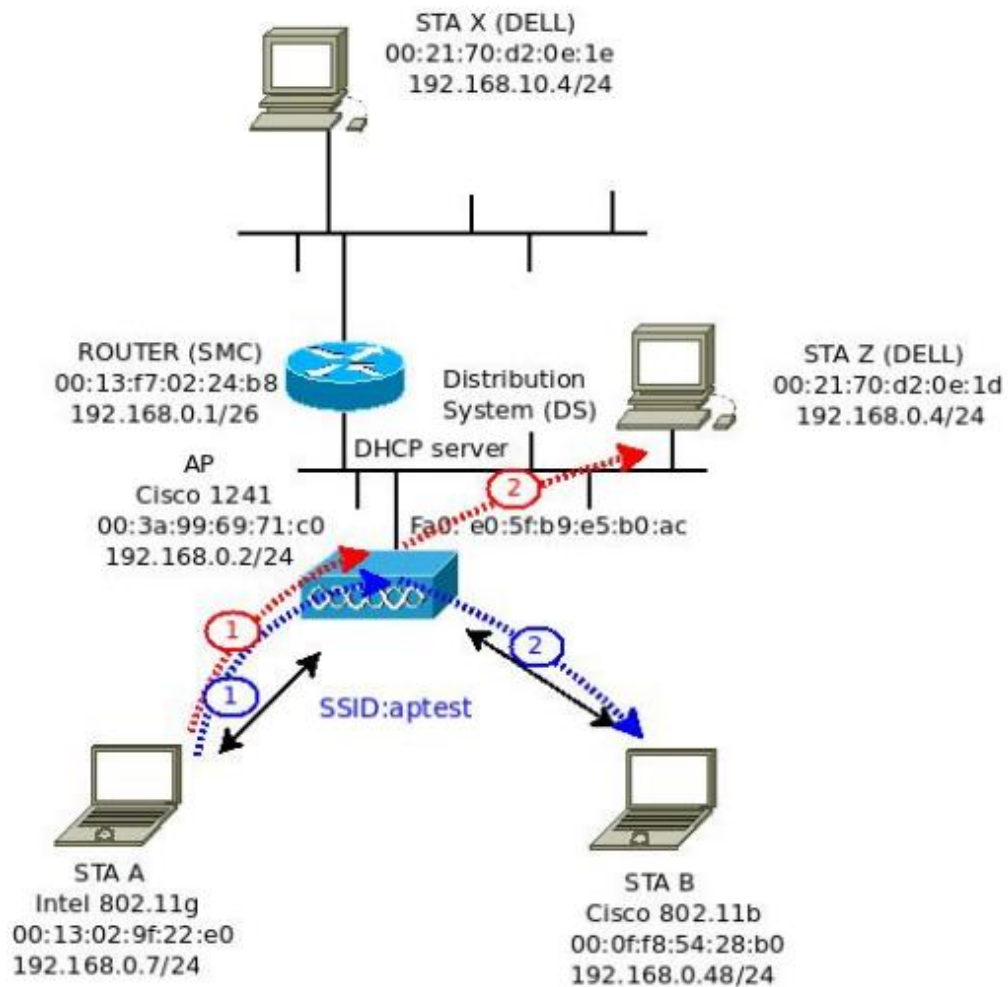 STA X (DELL)
00:21:70:d2:0e:1e
192.168.10.4/24
ROUTER (SMC)
00:13:f7:02:24:b8
192.168.0.1/26
Distribution
System (DS)
STA Z (DELL)
00:21:70:d2:0e:1d
192.168.0.4/24
DHCP server
AP
Cisco 1241
00:3a:99:69:71:c0
192.168.0.2/24
2
Fa0: e0:5f:b9:e5:b0:ac
1
2
1
SSID:aptest
STA A
Intel 802.11g
00:13:02:9f:22:e0
192.168.0.7/24
STA B
Cisco 802.11b
00:0f:f8:54:28:b0
192.168.0.48/24